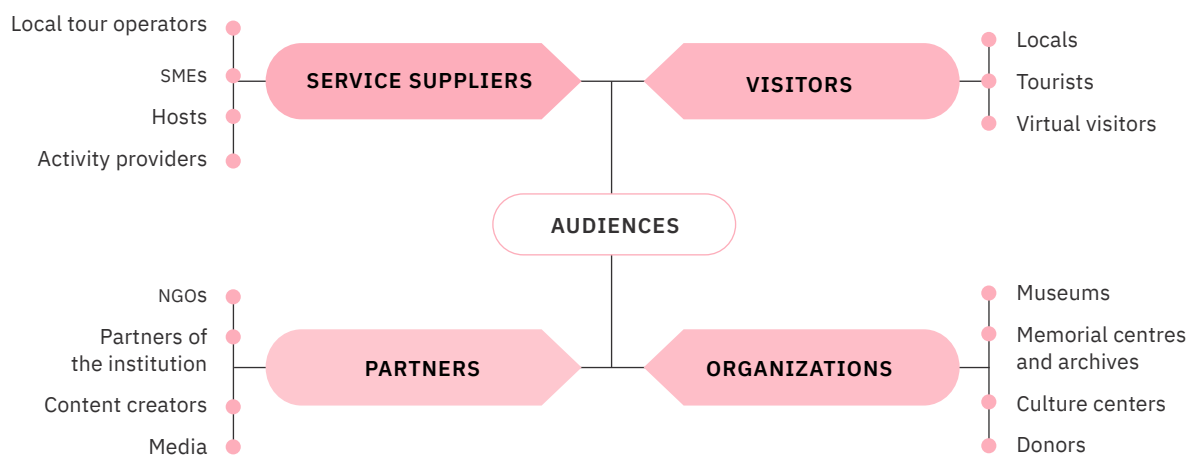 Local tour operators
SMEs
Hosts
Activity providers
SERVICE SUPPLIERS
VISITORS
Locals
Tourists
Virtual visitors
AUDIENCES
NGOs
Partners of
the institution
Content creators
Media
PARTNERS
ORGANIZATIONS
Museums
Memorial centres
and archives
Culture centers
Donors